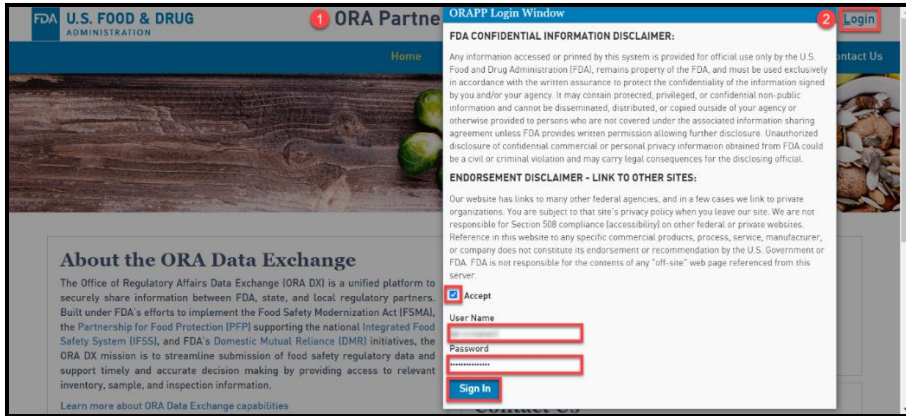 FDA U.S. FOOD & DRUG
ADMINISTRATION
1 ORA Partne
2 Login
Home
ontact Us
ORAPP Login Window
FDA CONFIDENTIAL INFORMATION DISCLAIMER:
Any information accessed or printed by this system is provided for official use only by the U.S.
Food and Drug Administration (FDA), remains property of the FDA, and must be used exclusively
in accordance with the written assurance to protect the confidentiality of the information signed
by you and/or your agency. It may contain protected, privileged, or confidential non-public
information and cannot be disseminated, distributed, or copied outside of your agency or
otherwise provided to persons who are not covered under the associated information sharing
agreement unless FDA provides written permission allowing further disclosure. Unauthorized
disclosure of confidential commercial or personal privacy information obtained from FDA could
be a civil or criminal violation and may carry legal consequences for the disclosing official.
ENDORSEMENT DISCLAIMER - LINK TO OTHER SITES:
Our website has links to many other federal agencies, and in a few cases we link to private
organizations. You are subject to that site's privacy policy when you leave our site. We are not
responsible for Section 508 compliance (accessibility) on other federal or private websites.
Reference in this website to any specific commercial products, process, service, manufacturer,
or company does not constitute its endorsement or recommendation by the U.S. Government or
FDA. FDA is not responsible for the contents of any "off-site" web page referenced from this
server.
Accept
User Name
Password
Sign In
About the ORA Data Exchange
The Office of Regulatory Affairs Data Exchange (ORA DX) is a unified platform to
securely share information between FDA, state, and local regulatory partners.
Built under FDA's efforts to implement the Food Safety Modernization Act (FSMA),
the Partnership for Food Protection (PFP) supporting the national Integrated Food
Safety System (IFSS), and FDA's Domestic Mutual Reliance (DMR) initiatives, the
ORA DX mission is to streamline submission of food safety regulatory data and
support timely and accurate decision making by providing access to relevant
inventory, sample, and inspection information.
Learn more about ORA Data Exchange capabilities
Contact Us